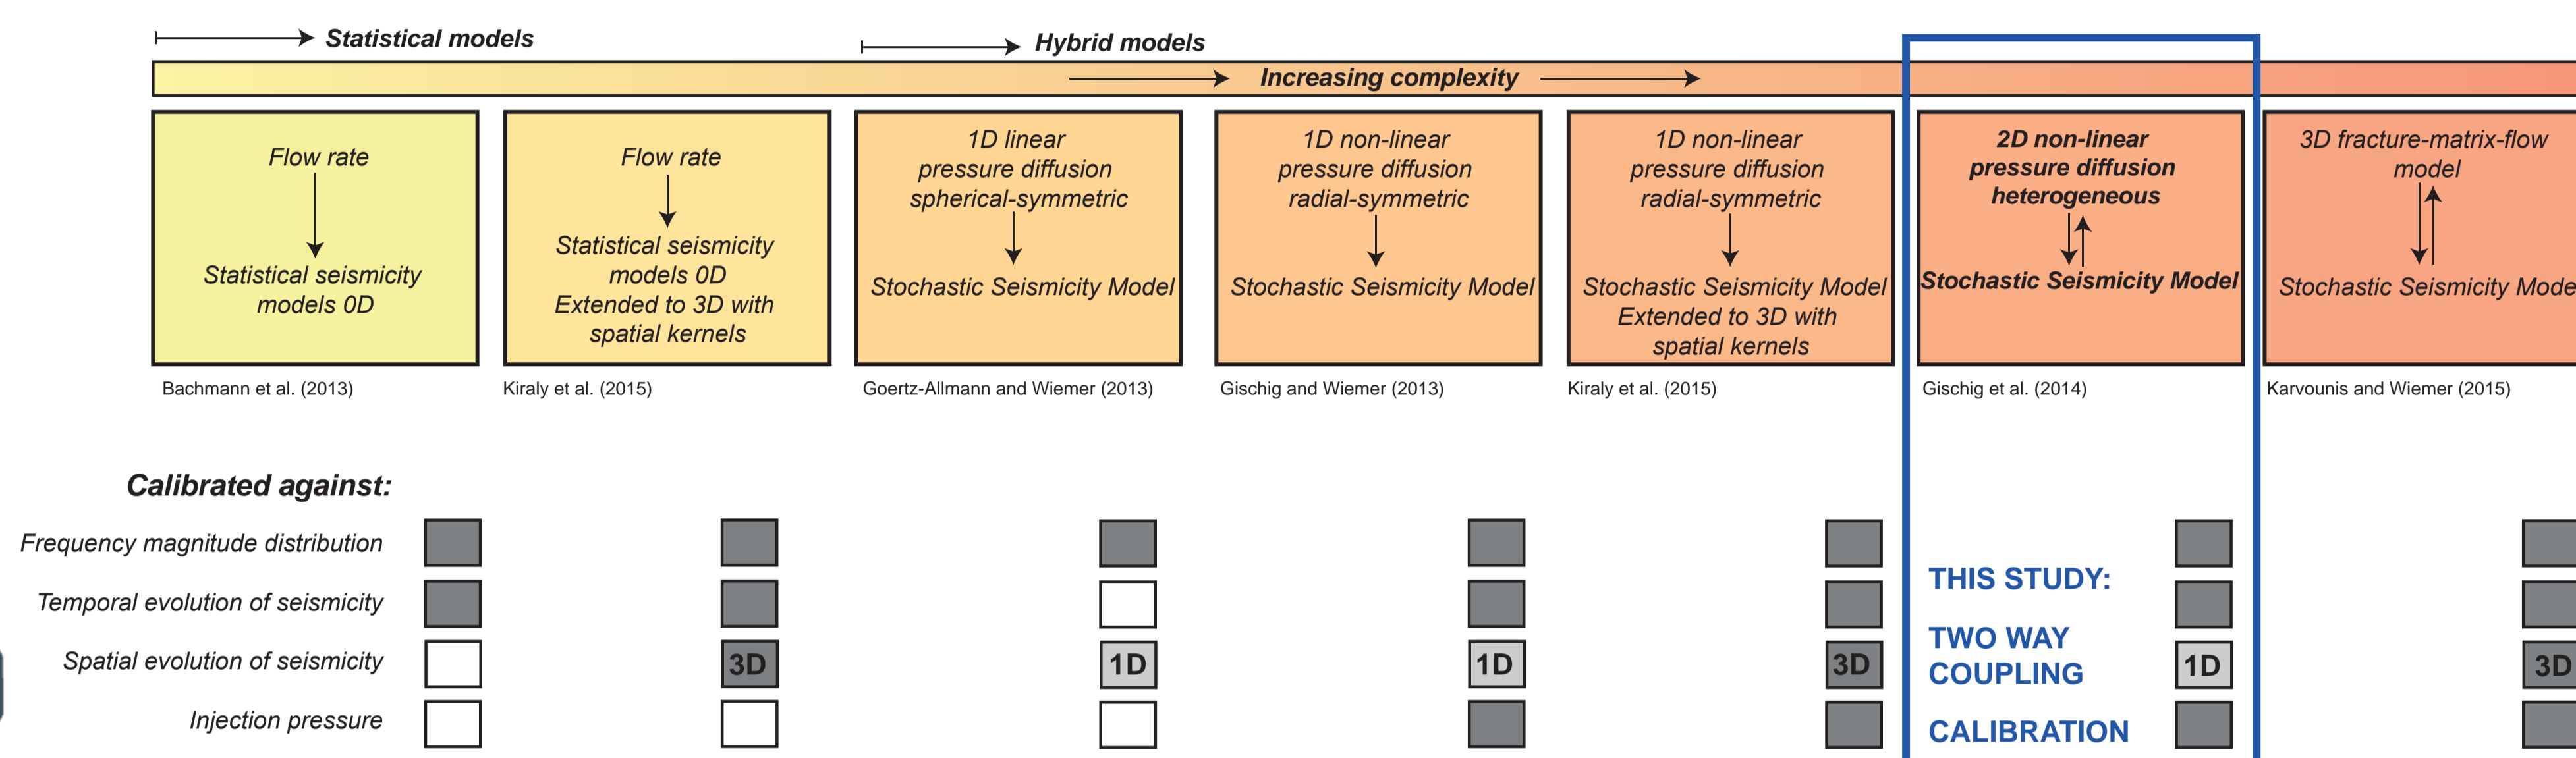 Statistical models
Hybrid models
Increasing complexity
Flow rate
Statistical seismicity
models 0D
Bachmann et al. (2013)
Flow rate
Statistical seismicity
models 0D
Extended to 3D with
spatial kernels
Kiraly et al. (2015)
1D linear
pressure diffusion
spherical-symmetric
Stochastic Seismicity Model
Goertz-Allmann and Wiemer (2013)
1D non-linear
pressure diffusion
radial-symmetric
Stochastic Seismicity Model
Gischig and Wiemer (2013)
1D non-linear
pressure diffusion
radial-symmetric
Stochastic Seismicity Model
Extended to 3D with
spatial kernels
Kiraly et al. (2015)
2D non-linear
pressure diffusion
heterogeneous
Stochastic Seismicity Model
Gischig et al. (2014)
3D fracture-matrix-flow
model
Stochastic Seismicity Mode
Karvounis and Wiemer (2015)
Calibrated against:
Frequency magnitude distribution
Temporal evolution of seismicity
Spatial evolution of seismicity
3D
1D
1D
3D
1D
3D
Injection pressure
THIS STUDY:
TWO WAY
COUPLING
CALIBRATION